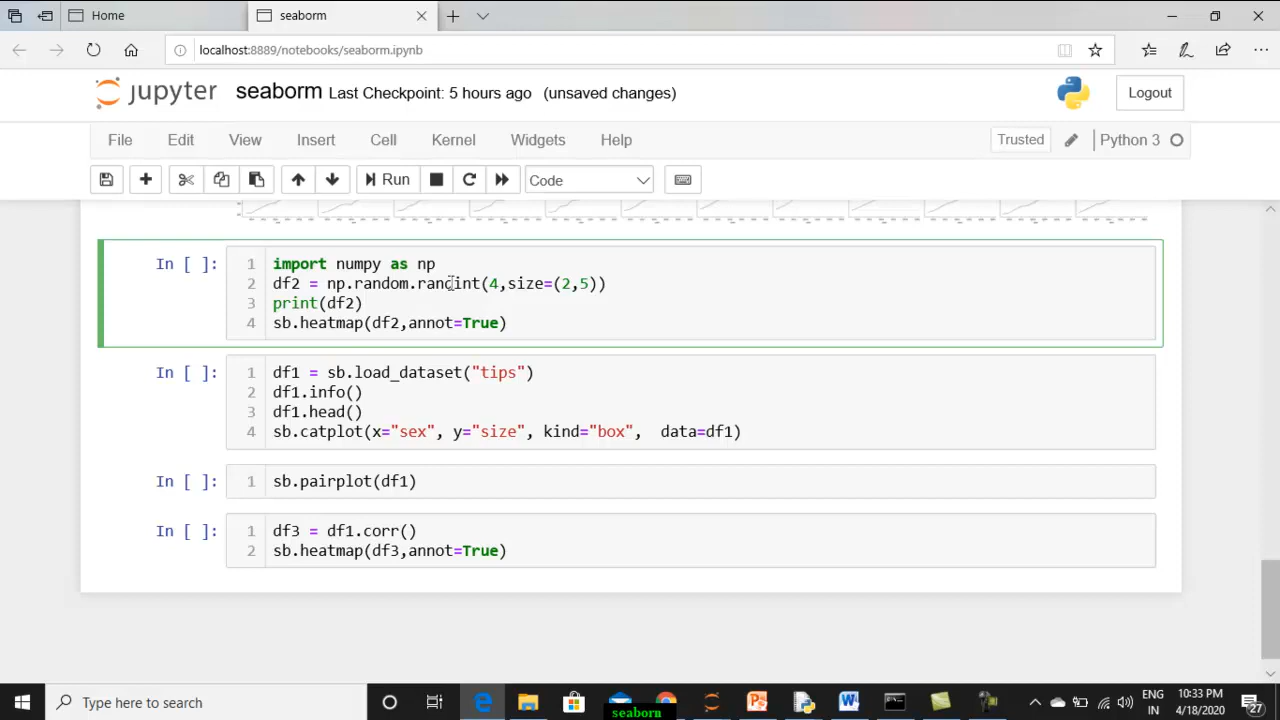 Home
seaborm
localhost:8889/notebooks/seaborm.ipynb
jupyter seaborm Last Checkpoint: 5 hours ago (unsaved changes)
Logout
File Edit View Insert Cell Kernel Widgets Help
Trusted Python 3
Run Code
In [ ]:
1 import numpy as np
2 df2 = np.random.randint(4,size=(2,5))
3 print(df2)
4 sb.heatmap(df2,annot=True)
In [ ]:
1 df1 = sb.load_dataset("tips")
2 df1.info()
3 df1.head()
4 sb.catplot(x="sex", y="size", kind="box", data=df1)
In [ ]:
1 sb.pairplot(df1)
In [ ]:
1 df3 = df1.corr()
2 sb.heatmap(df3,annot=True)
Type here to search
seaborn
ENG
IN
10:33 PM
4/18/2020
27